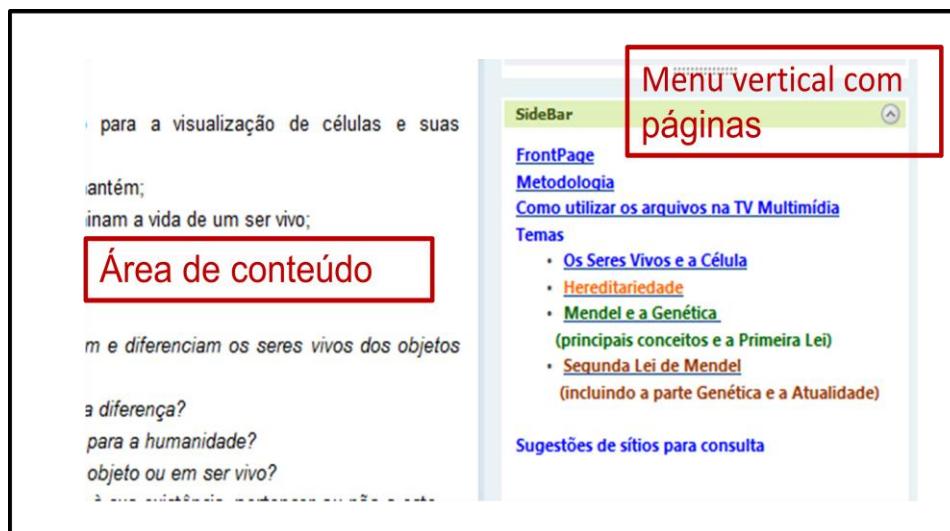 para a visualização de células e suas
antém;
inam a vida de um ser vivo;
Área de conteúdo
m e diferenciam os seres vivos dos objetos
a diferença?
para a humanidade?
objeto ou em ser vivo?
Menu vertical com
páginas
SideBar
FrontPage
Metodologia
Como utilizar os arquivos na TV Multimídia
Temas
• Os Seres Vivos e a Célula
• Hereditariedade
• Mendel e a Genética
(principais conceitos e a Primeira Lei)
• Segunda Lei de Mendel
(incluindo a parte Genética e a Atualidade)
Sugestões de sítios para consulta